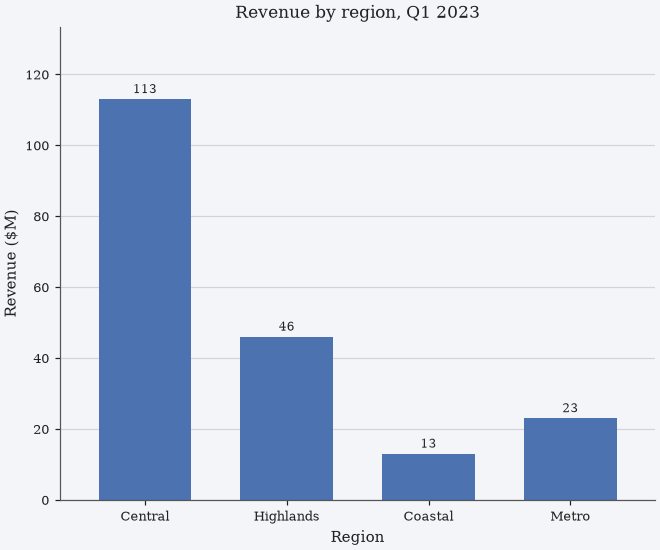 Revenue by region, Q1 2023
Revenue ($M)
120
100
80
60
40
20
0
113
46
13
23
Central
Highlands
Coastal
Metro
Region